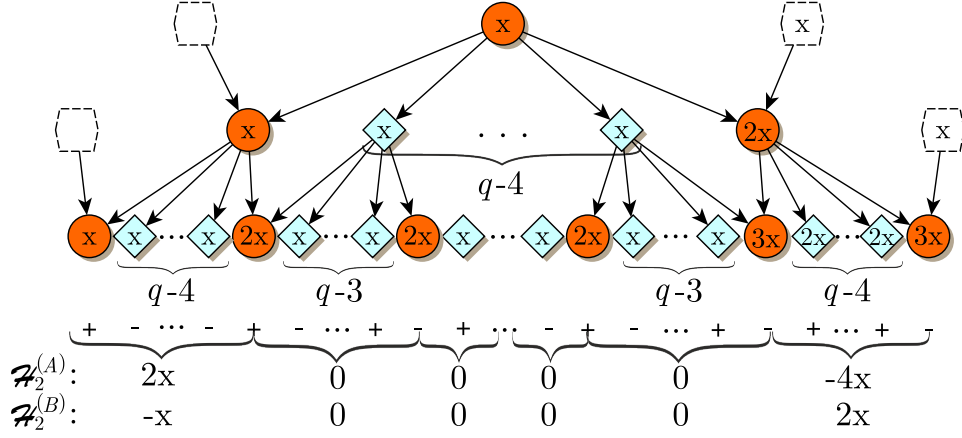 x x
x x . . . x 2x
x q-4 x
x x ... x 2x x ... x 2x x ... x 2x x ... x 3x 2x ... 2x 3x
q-4 q-3 q-3 q-4
+ - ... - + - ... + - + ... - + - ... + - + ... + -
ℋ₂⁽ᴬ⁾: 2x 0 0 0 0 -4x
ℋ₂⁽ᴮ⁾: -x 0 0 0 0 2x